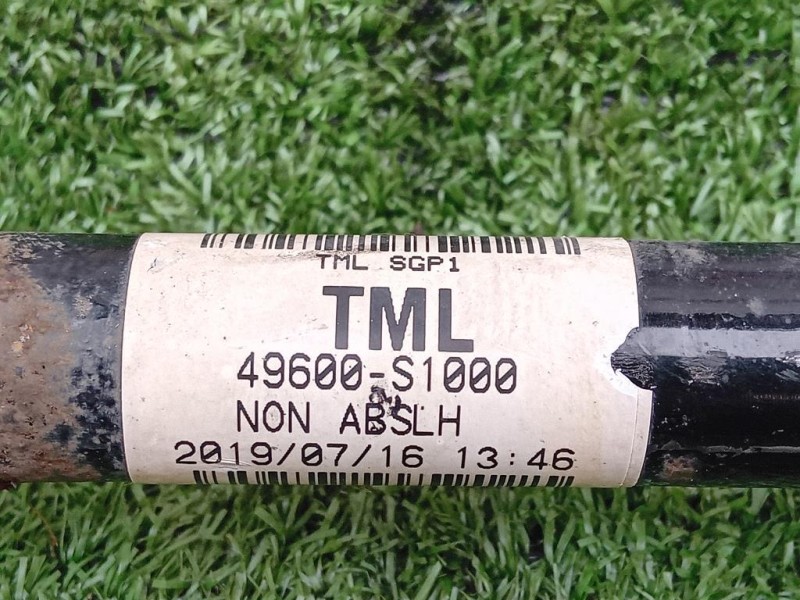 TML SGP1
TML
49600-S1000
NON ABSLH
2019/07/16 13:46